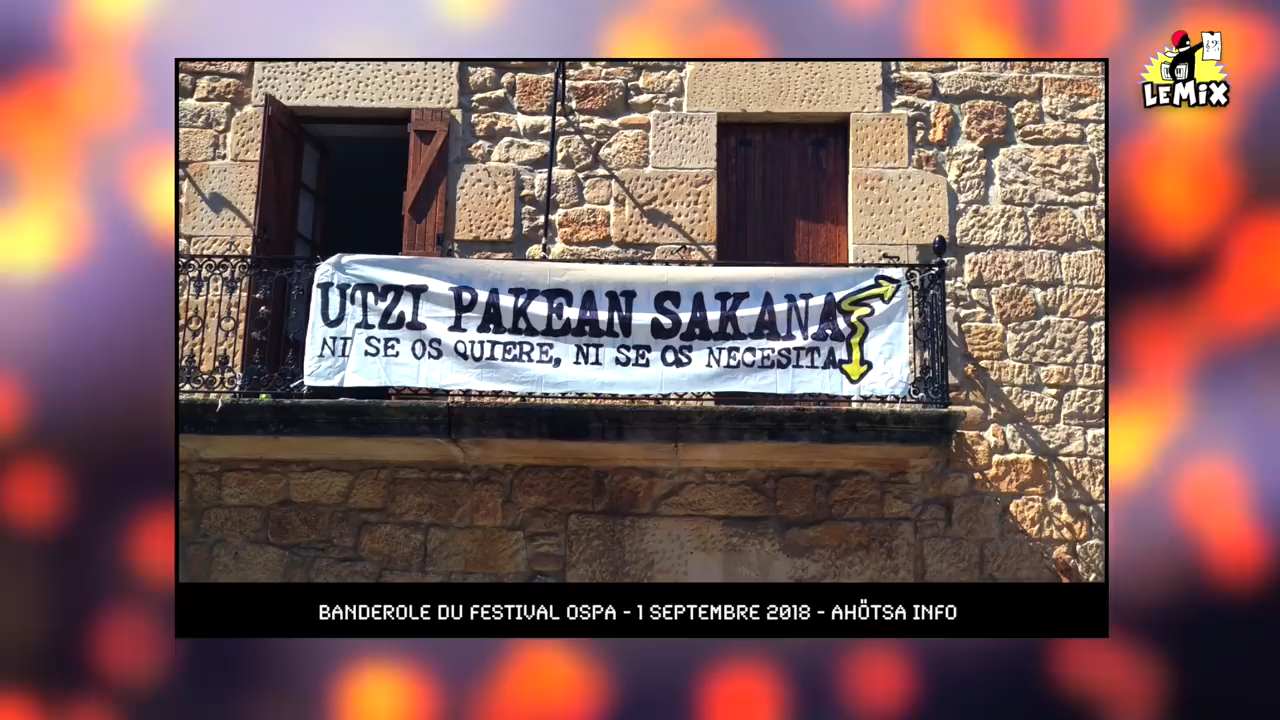 LEMIX
UTZI PAKEAN SAKANA
NI SE OS QUIERE, NI SE OS NECESITA
BANDEROLE DU FESTIVAL OSPA - 1 SEPTEMBRE 2018 - AHÖTSA INFO